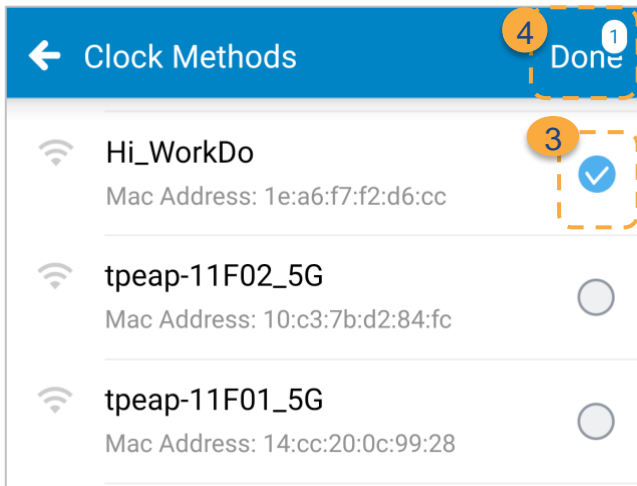 4
1
Clock Methods
Done
3
Hi_WorkDo
Mac Address: 1e:a6:f7:f2:d6:cc
tpeap-11F02_5G
Mac Address: 10:c3:7b:d2:84:fc
tpeap-11F01_5G
Mac Address: 14:cc:20:0c:99:28